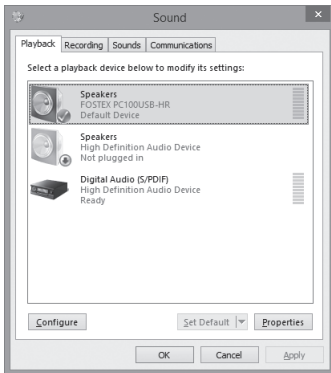 Sound
Playback Recording Sounds Communications
Select a playback device below to modify its settings:
Speakers
FOSTEX PC100USB-HR
Default Device
Speakers
High Definition Audio Device
Not plugged in
Digital Audio (S/PDIF)
High Definition Audio Device
Ready
Configure Set Default Properties
OK Cancel Apply